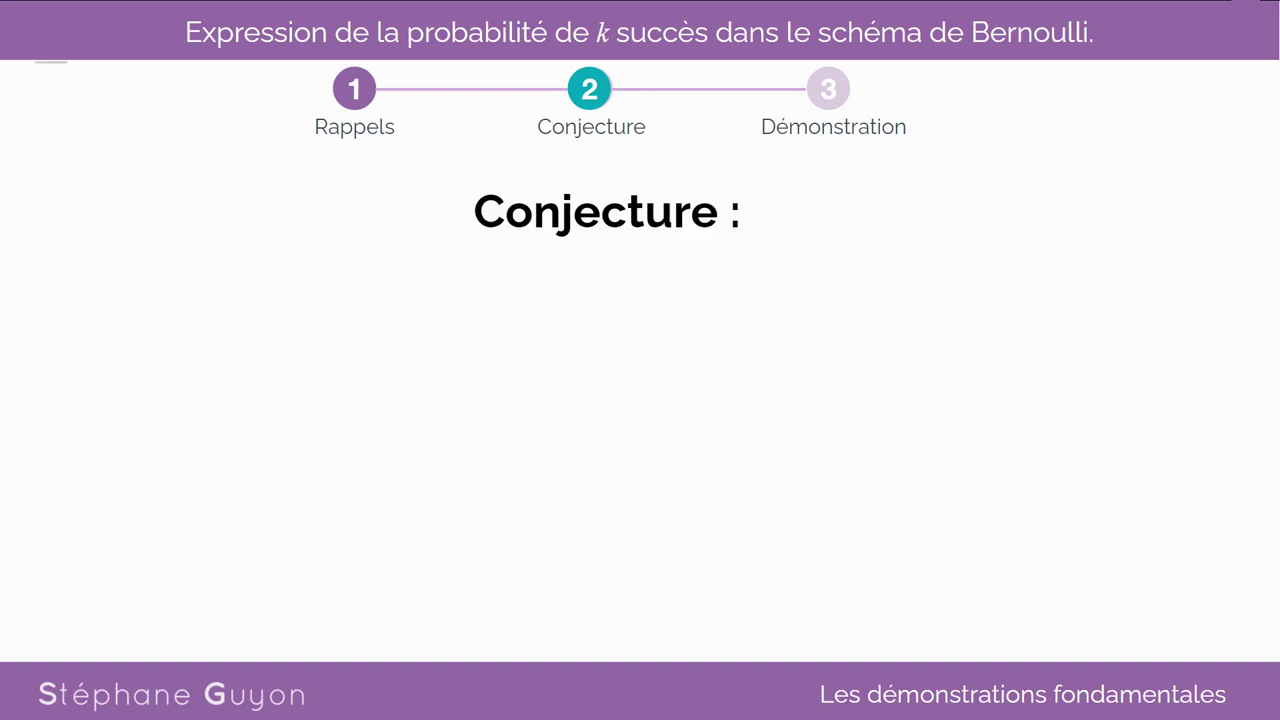 Expression de la probabilité de k succès dans le schéma de Bernoulli.
1 2 3
Rappels Conjecture Démonstration
Conjecture :
Stéphane Guyon Les démonstrations fondamentales